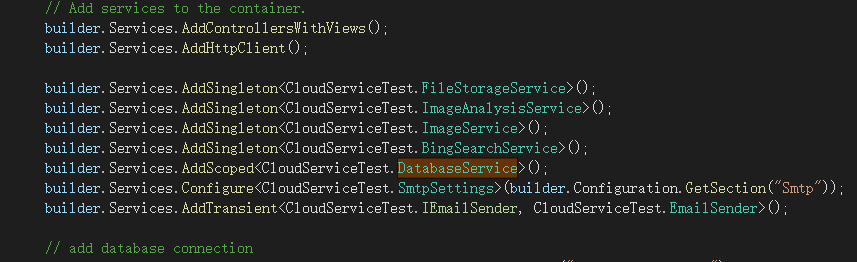 // Add services to the container.
builder.Services.AddControllersWithViews();
builder.Services.AddHttpClient();
builder.Services.AddSingleton<CloudServiceTest.FileStorageService>();
builder.Services.AddSingleton<CloudServiceTest.ImageAnalysisService>();
builder.Services.AddSingleton<CloudServiceTest.ImageService>();
builder.Services.AddSingleton<CloudServiceTest.BingSearchService>();
builder.Services.AddScoped<CloudServiceTest.DatabaseService>();
builder.Services.Configure<CloudServiceTest.SmtpSettings>(builder.Configuration.GetSection("Smtp"));
builder.Services.AddTransient<CloudServiceTest.IEmailSender, CloudServiceTest.EmailSender>();
// add database connection